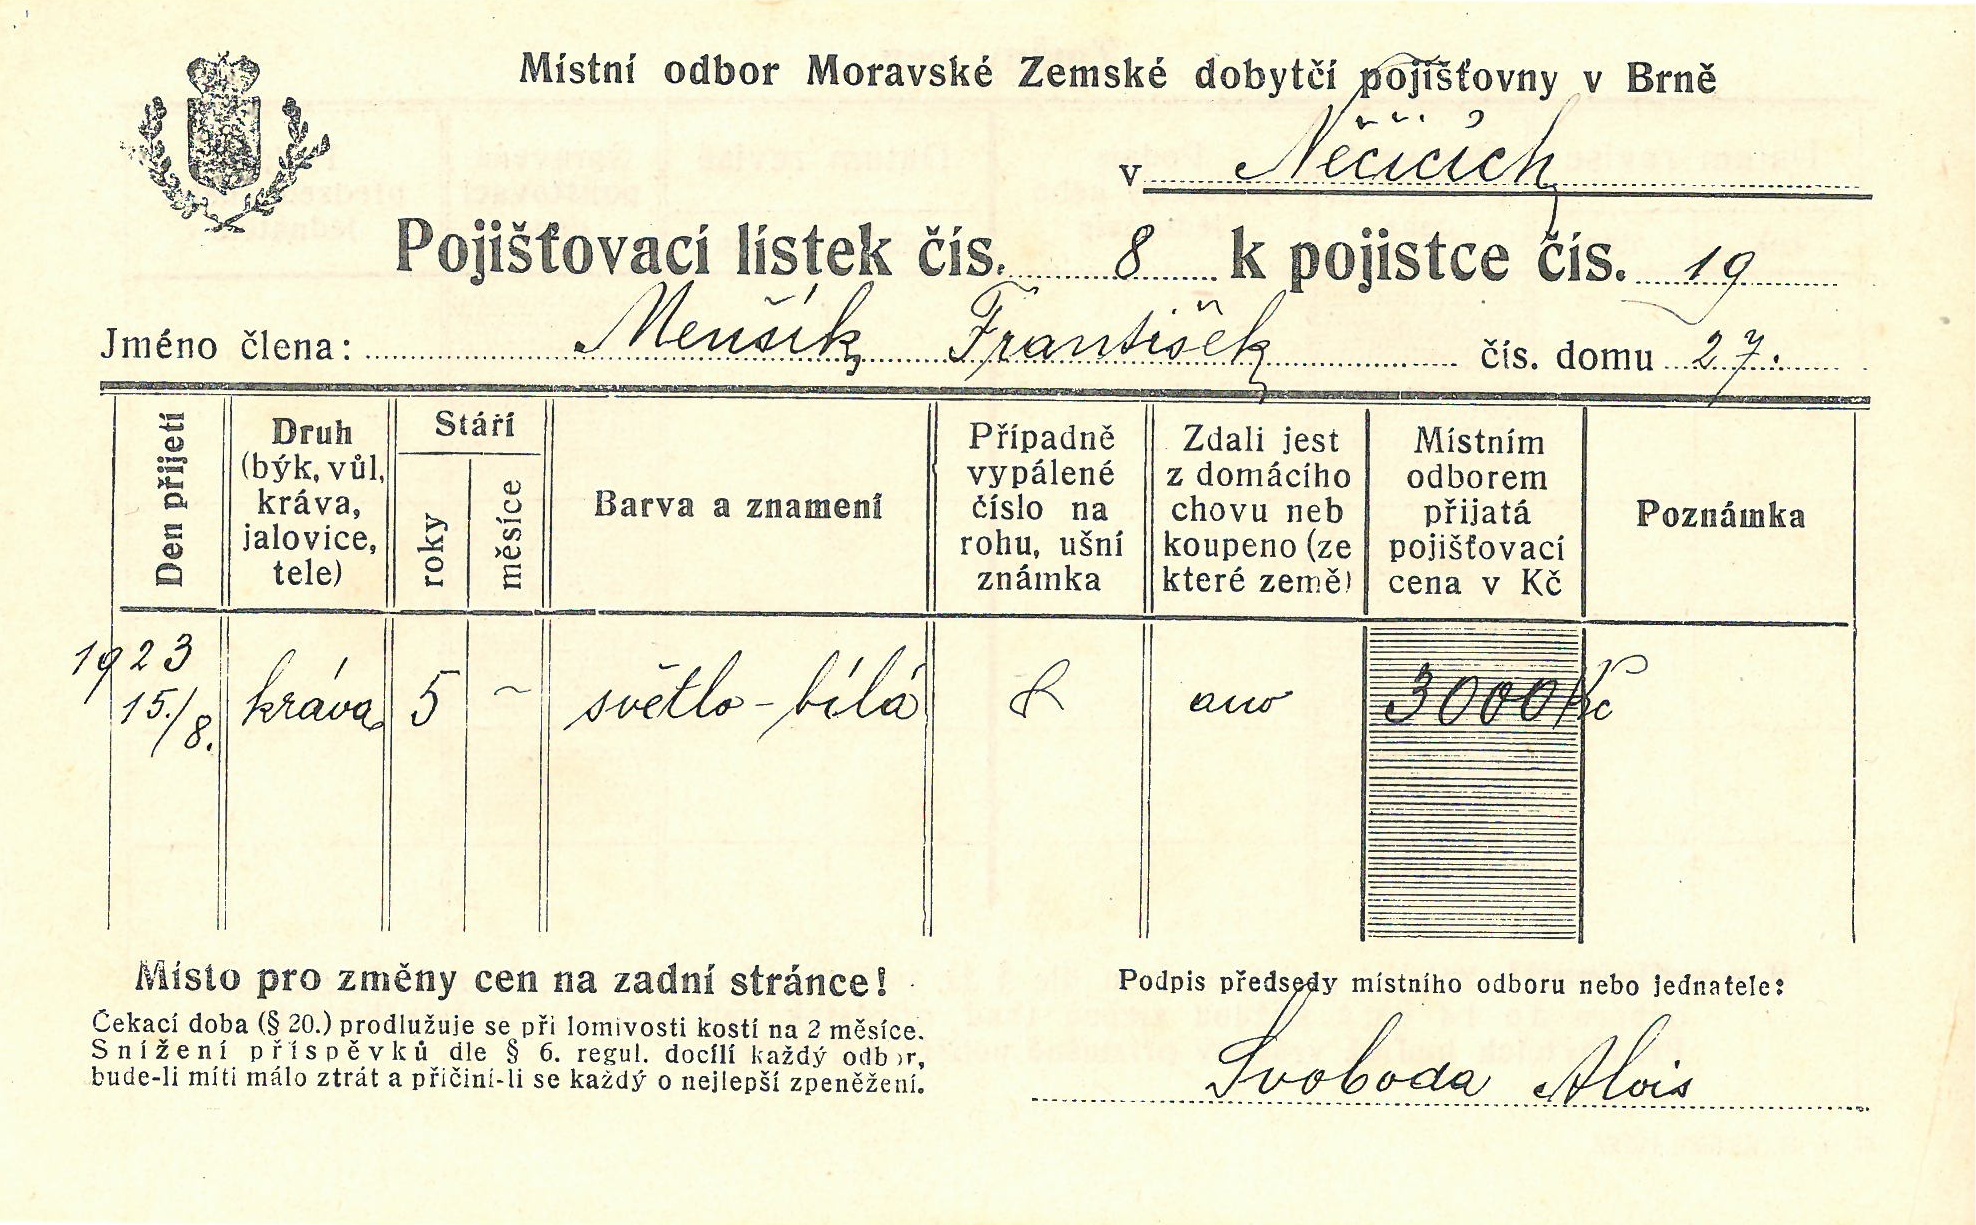 Místní odbor Moravské Zemské dobytčí pojišťovny v Brně
v Něčicích
Pojišťovací lístek čís. 8 k pojistce čís. 19
Jméno člena: Menšík František čís. domu 27.
Den přijetí
Druh
(býk, vůl,
kráva,
jalovice,
tele)
Stáří
roky
měsíce
Barva a znamení
Případně
vypálené
číslo na
rohu, ušní
známka
Zdali jest
z domácího
chovu neb
koupeno (ze
které země)
Místním
odborem
přijatá
pojišťovací
cena v Kč
Poznámka
1923
15./8. kráva 5 ~ světlo-bílá 8 ano 3000 Kč
Místo pro změny cen na zadní stránce!
Čekací doba (§ 20.) prodlužuje se při lomivosti kostí na 2 měsíce.
Snížení příspěvků dle § 6. regul. docílí každý odbor,
bude-li míti málo ztrát a přičiní-li se každý o nejlepší zpeněžení.
Podpis předsedy místního odboru nebo jednatele:
Svoboda Alois